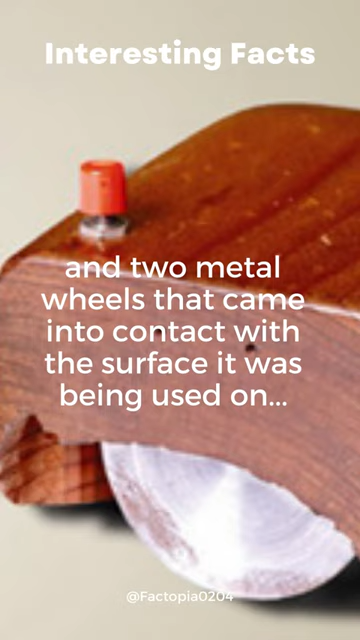 Interesting Facts
and two metal
wheels that came
into contact with
the surface it was
being used on...
@Factopia0204